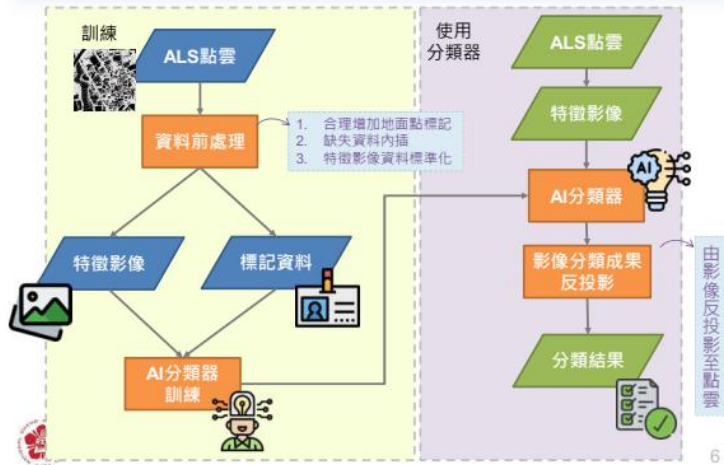 訓練
ALS點雲
資料前處理
1. 合理增加地面點標記
2. 缺失資料內插
3. 特徵影像資料標準化
特徵影像
標記資料
AI分類器
訓練
使用
分類器
ALS點雲
特徵影像
AI
AI分類器
影像分類成果
反投影
由影像反投影至點雲
分類結果
6